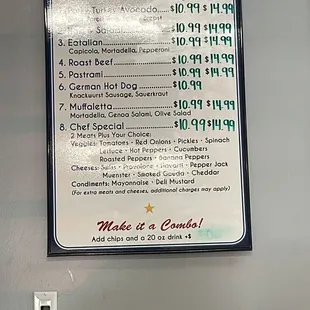 Turkey Avocado $10.99 $14.99
$10.99 $14.99
3. Eatalian $10.99 $14.99
Capicola, Mortadella, Pepperoni
4. Roast Beef $10.99 $14.99
5. Pastrami $10.99 $14.99
6. German Hot Dog $10.99
Knackwurst Sausage, Sauerkraut
7. Muffaletta $10.99 $14.99
Mortadella, Genoa Salami, Olive Salad
8. Chef Special $10.99 $14.99
2 Meats Plus Your Choice:
Veggies: Tomatoes • Red Onions • Pickles • Spinach
Lettuce • Hot Peppers • Cucumbers
Roasted Peppers • Banana Peppers
Cheeses: Swiss • Provolone • Havarti • Pepper Jack
Muenster • Smoked Gouda • Cheddar
Condiments: Mayonnaise • Deli Mustard
(For extra meats and cheeses, additional charges may apply)
Make it a Combo!
Add chips and a 20 oz drink +$